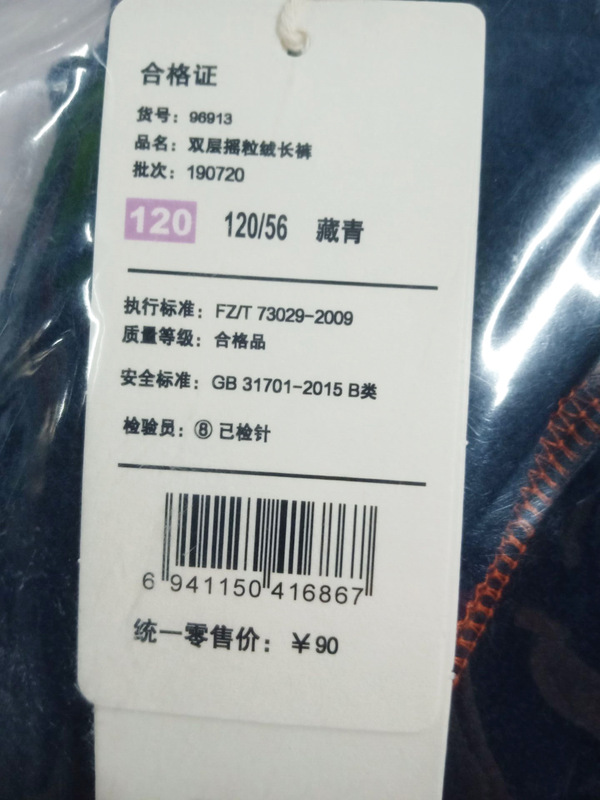 合格证
货号：96913
品名：双层摇粒绒长裤
批次：190720
120 120/56 藏青
执行标准：FZ/T 73029-2009
质量等级：合格品
安全标准：GB 31701-2015 B类
检验员：⑧ 已检针
6 941150 416867
统一零售价：￥90